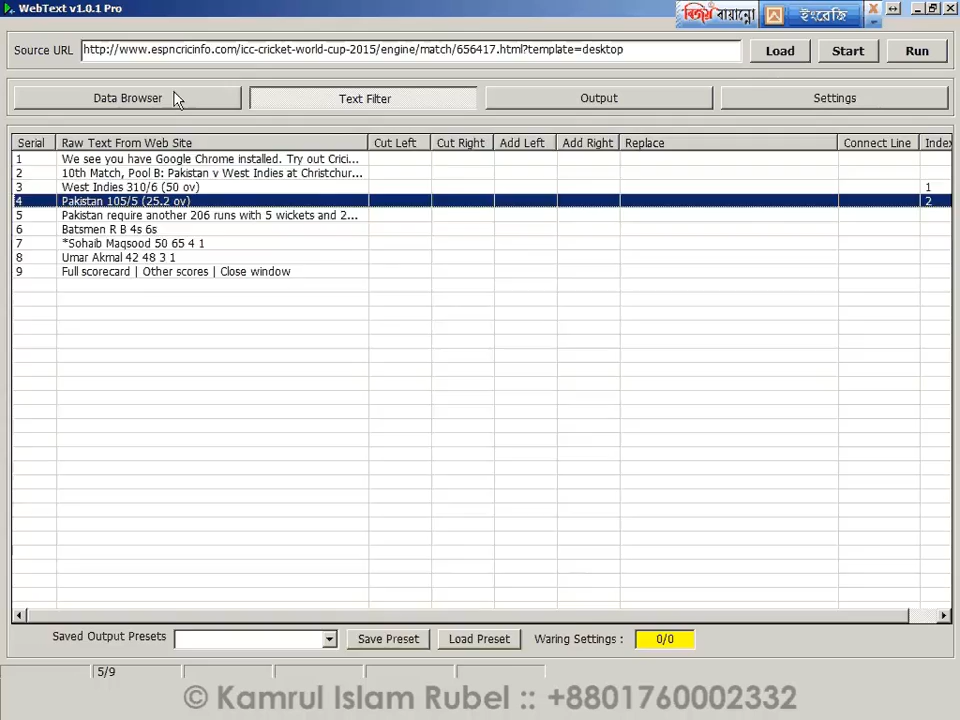 WebText v1.0.1 Pro
বিজয় বায়ান্নো
ইংরেজি
Source URL http://www.espncricinfo.com/icc-cricket-world-cup-2015/engine/match/656417.html?template=desktop Load Start Run
Data Browser Text Filter Output Settings
Serial Raw Text From Web Site Cut Left Cut Right Add Left Add Right Replace Connect Line Index
1 We see you have Google Chrome installed. Try out Crici...
2 10th Match, Pool B: Pakistan v West Indies at Christchur...
3 West Indies 310/6 (50 ov) 1
4 Pakistan 105/5 (25.2 ov) 2
5 Pakistan require another 206 runs with 5 wickets and 2...
6 Batsmen R B 4s 6s
7 *Sohaib Maqsood 50 65 4 1
8 Umar Akmal 42 48 3 1
9 Full scorecard | Other scores | Close window
Saved Output Presets Save Preset Load Preset Waring Settings : 0/0
5/9
© Kamrul Islam Rubel :: +8801760002332